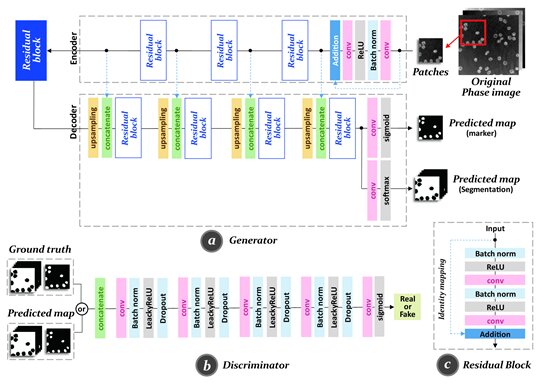 Residual
block
Encoder
Residual
block
Residual
block
Residual
block
Addition
conv
ReLU
Batch norm
conv
Patches
Original
Phase image
Decoder
upsampling
concatenate
Residual
block
upsampling
concatenate
Residual
block
upsampling
concatenate
Residual
block
upsampling
concatenate
Residual
block
conv
sigmoid
Predicted map
(marker)
conv
softmax
Predicted map
(Segmentation)
a Generator
Ground truth
or
Predicted map
concatenate
conv
Batch norm
LeackyReLU
Dropout
conv
Batch norm
LeackyReLU
Dropout
conv
Batch norm
LeackyReLU
Dropout
conv
Batch norm
LeackyReLU
Dropout
conv
sigmoid
Real
or
Fake
b Discriminator
Input
Identity mapping
Batch norm
ReLU
conv
Batch norm
ReLU
conv
Addition
c Residual Block